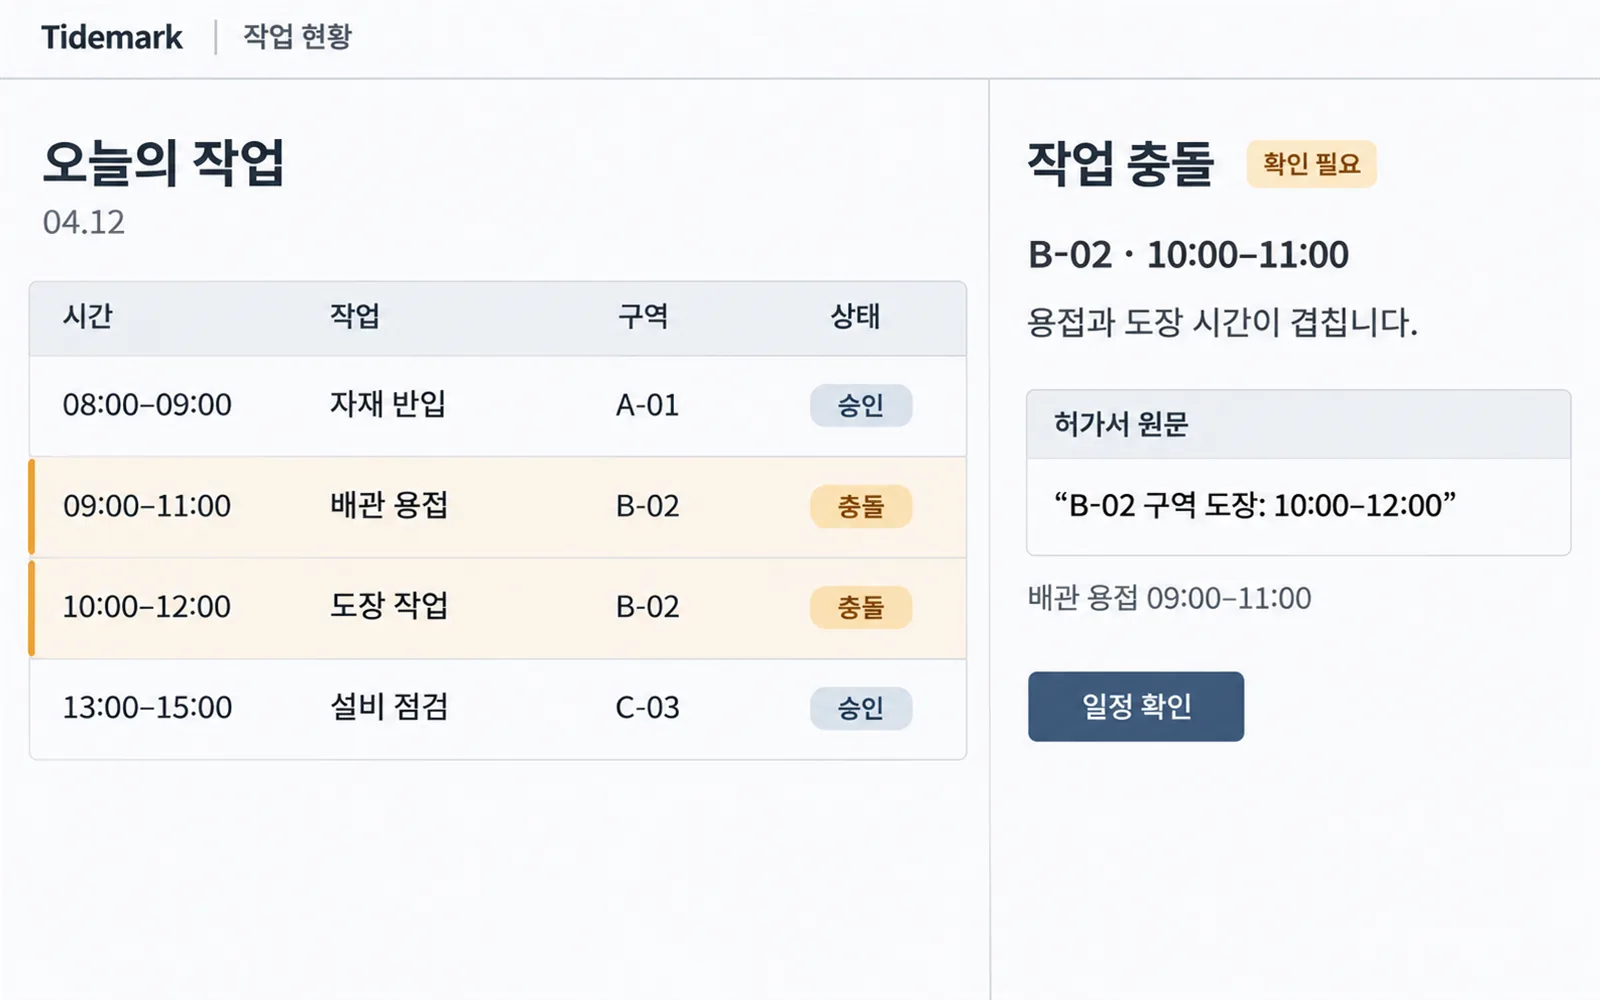 Tidemark | 작업 현황
오늘의 작업
04.12
시간 작업 구역 상태
08:00–09:00 자재 반입 A-01 승인
09:00–11:00 배관 용접 B-02 충돌
10:00–12:00 도장 작업 B-02 충돌
13:00–15:00 설비 점검 C-03 승인
작업 충돌 확인 필요
B-02 · 10:00–11:00
용접과 도장 시간이 겹칩니다.
허가서 원문
“B-02 구역 도장: 10:00–12:00”
배관 용접 09:00–11:00
일정 확인